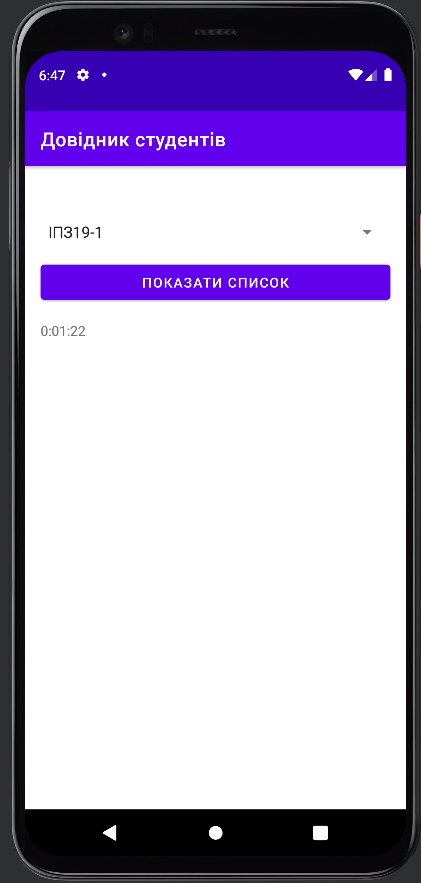 6:47
Довідник студентів
ІПЗ19-1
ПОКАЗАТИ СПИСОК
0:01:22